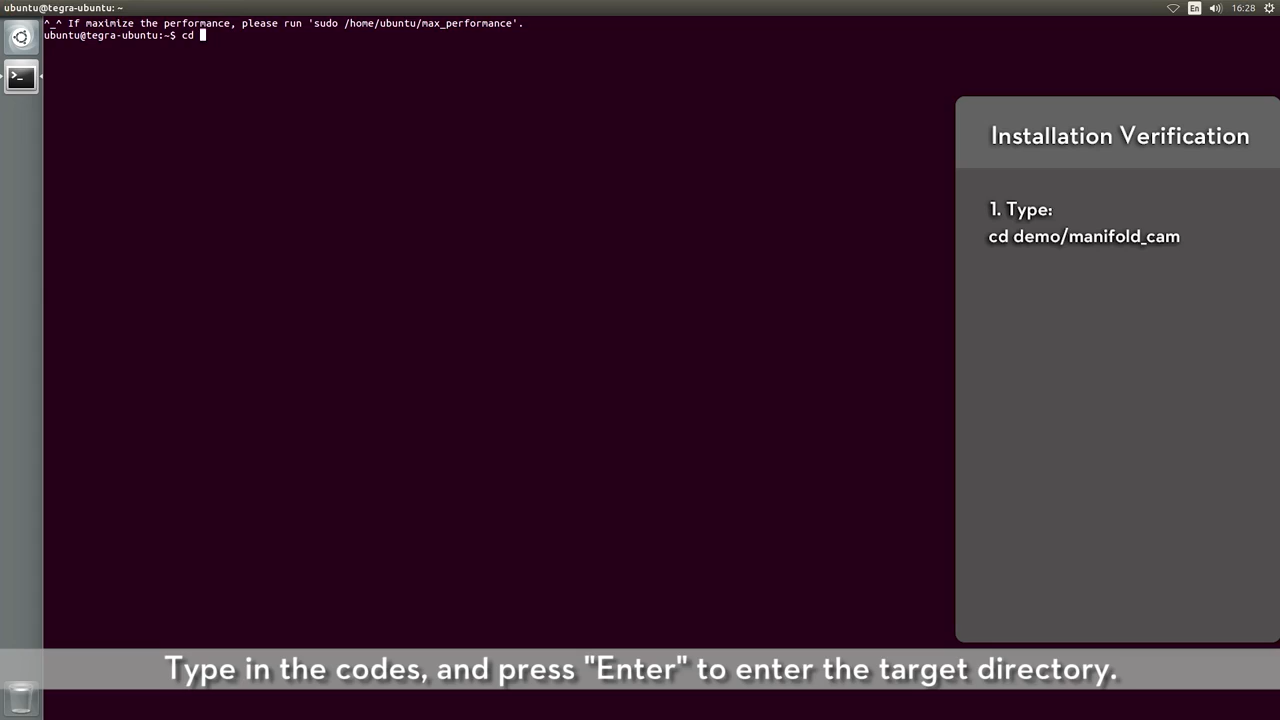 ubuntu@tegra-ubuntu: ~
En
16:28
^_^ If maximize the performance, please run 'sudo /home/ubuntu/max_performance'.
ubuntu@tegra-ubuntu:~$ cd
>_
Installation Verification
1. Type:
cd demo/manifold_cam
Type in the codes, and press "Enter" to enter the target directory.